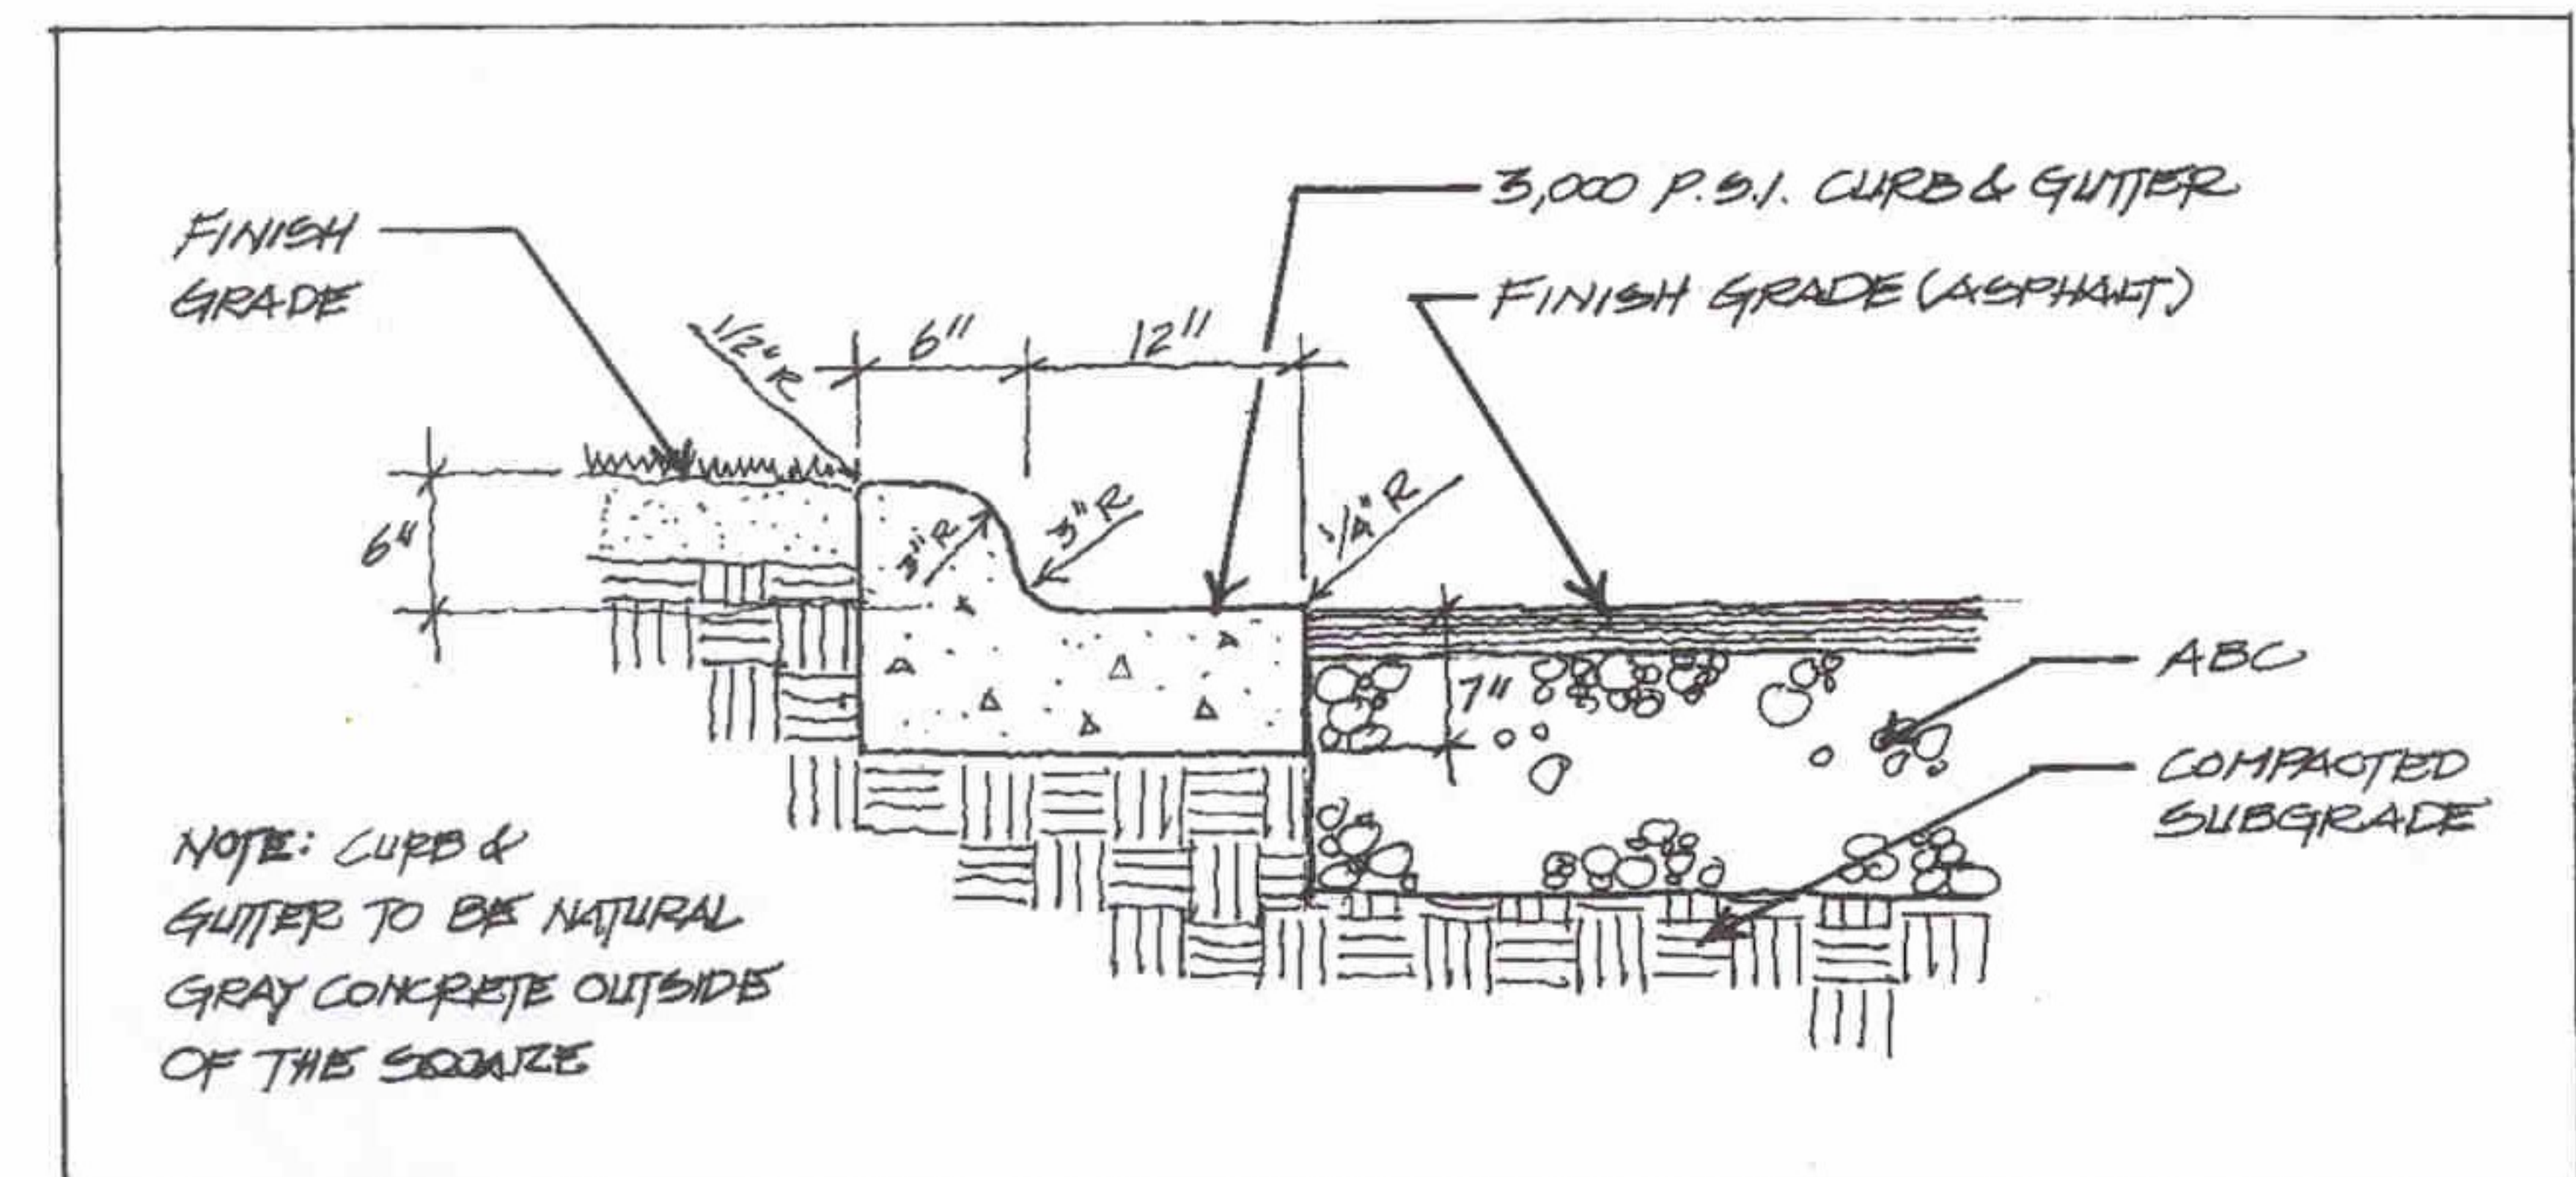 3,000 P.S.I. CURB & GUTTER
FINISH
GRADE
FINISH GRADE (ASPHALT)
1/2" R
6"
12"
6"
3" R
3" R
1/4" R
7"
ABC
COMPACTED
SUBGRADE
NOTE: CURB &
GUTTER TO BE NATURAL
GRAY CONCRETE OUTSIDE
OF THE SQUARE